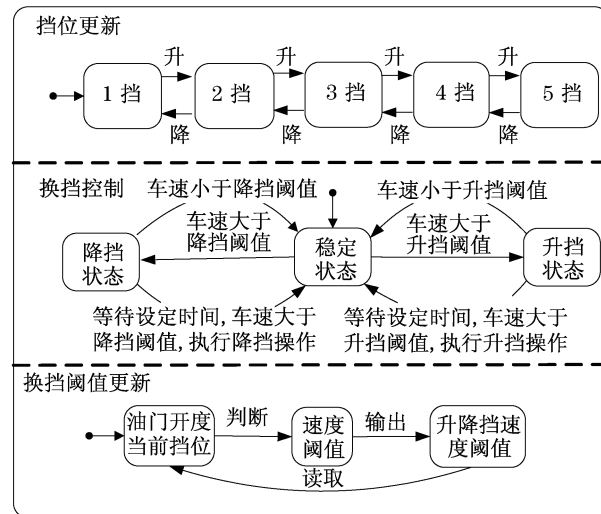 挡位更新
升 升 升 升
1 挡 2 挡 3 挡 4 挡 5 挡
降 降 降 降
换挡控制
车速小于降挡阈值
车速小于升挡阈值
车速大于
降挡阈值
车速大于
升挡阈值
降挡
状态
稳定
状态
升挡
状态
等待设定时间, 车速大于
降挡阈值, 执行降挡操作
等待设定时间, 车速大于
升挡阈值, 执行升挡操作
换挡阈值更新
油门开度
当前挡位
判断
速度
阈值
输出
升降挡速
度阈值
读取